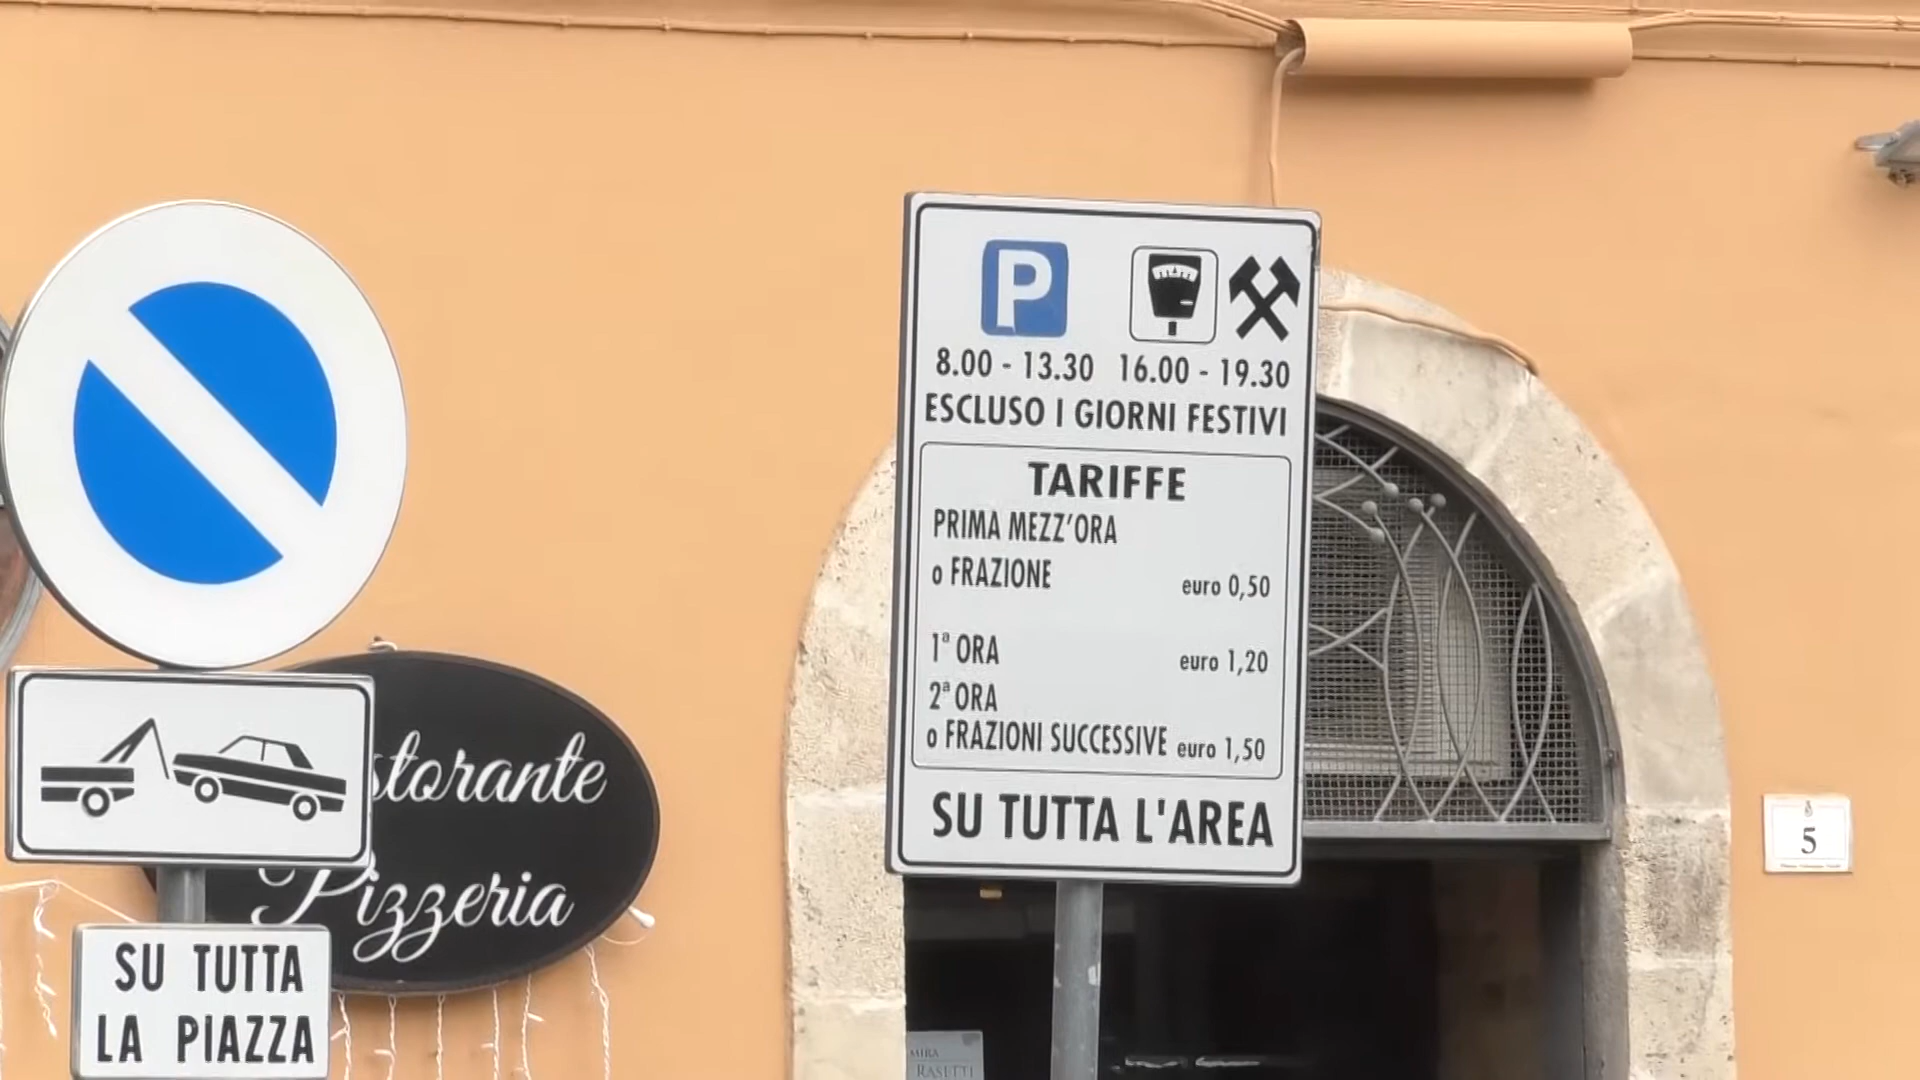 P
8.00 - 13.30 16.00 - 19.30
ESCLUSO I GIORNI FESTIVI
TARIFFE
PRIMA MEZZ'ORA
o FRAZIONE euro 0,50
1ª ORA euro 1,20
2ª ORA
o FRAZIONI SUCCESSIVE euro 1,50
SU TUTTA L'AREA
storante
Pizzeria
SU TUTTA
LA PIAZZA
5
MIRA
RASETTI